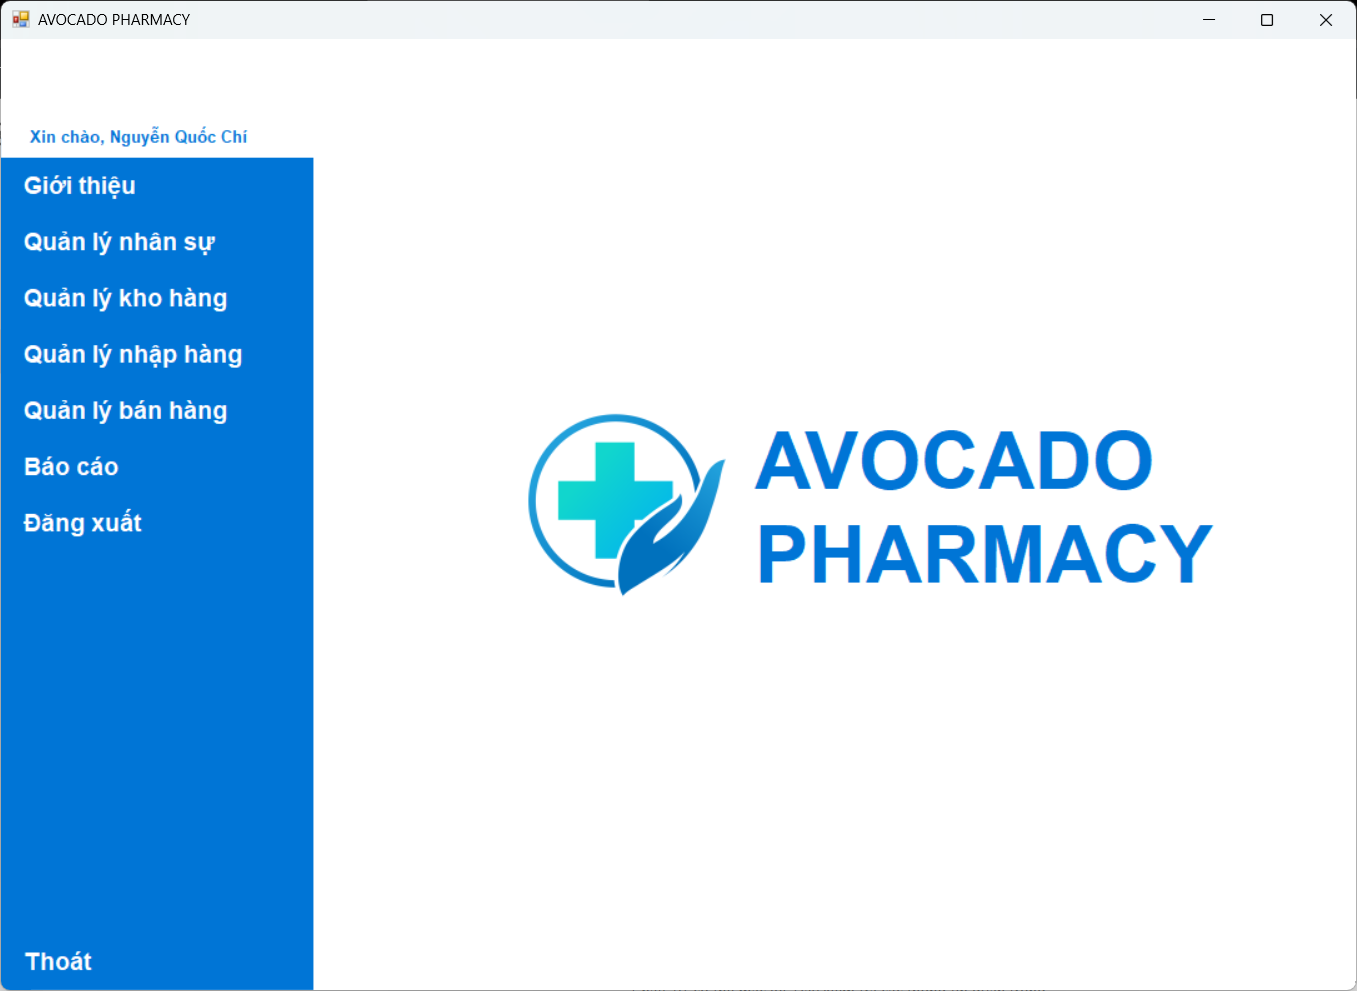 AVOCADO PHARMACY
Xin chào, Nguyễn Quốc Chí
Giới thiệu
Quản lý nhân sự
Quản lý kho hàng
Quản lý nhập hàng
Quản lý bán hàng
Báo cáo
Đăng xuất
Thoát
AVOCADO
PHARMACY